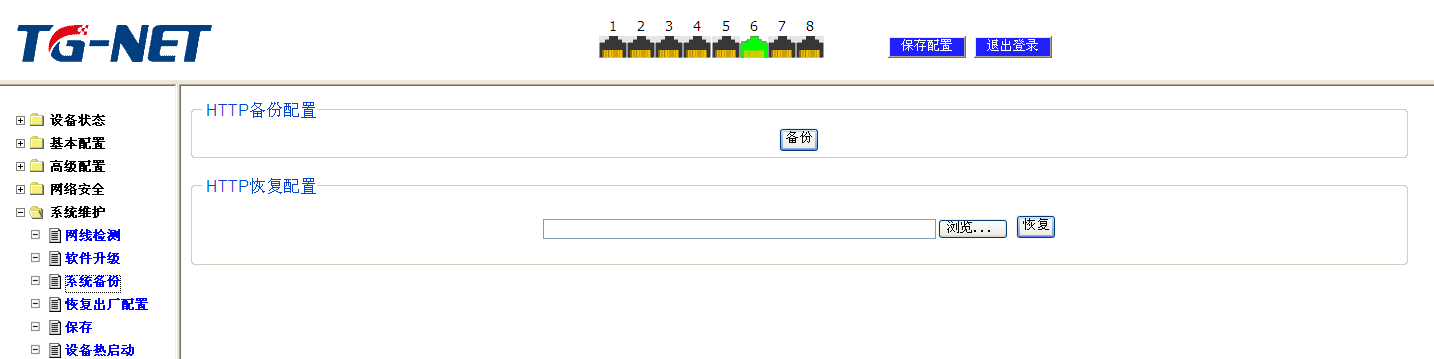 TG-NET
1 2 3 4 5 6 7 8
保存配置 退出登录
设备状态
基本配置
高级配置
网络安全
系统维护
网线检测
软件升级
系统备份
恢复出厂配置
保存
设备热启动
HTTP备份配置
备份
HTTP恢复配置
浏览... 恢复